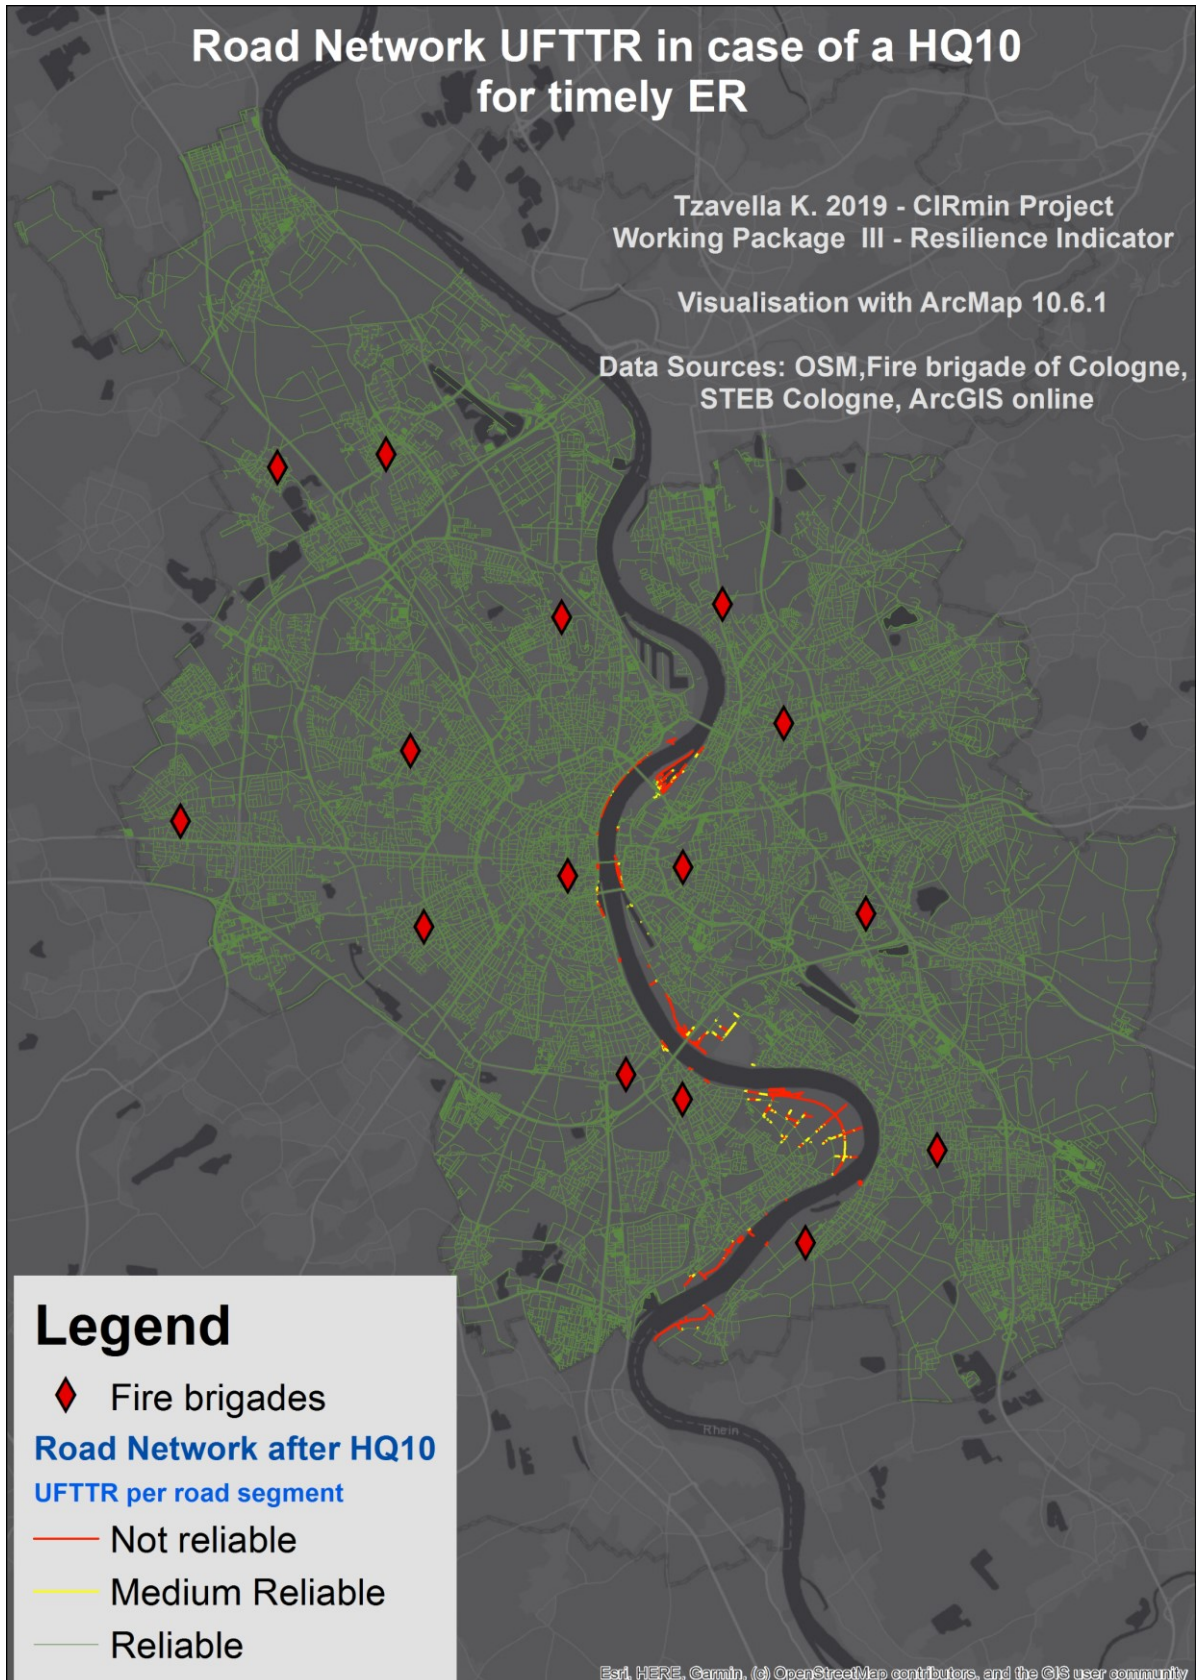 Road Network UFTTR in case of a HQ10
for timely ER
Tzavella K. 2019 - CIRmin Project
Working Package III - Resilience Indicator
Visualisation with ArcMap 10.6.1
Data Sources: OSM,Fire brigade of Cologne,
STEB Cologne, ArcGIS online
Rhein
Legend
Fire brigades
Road Network after HQ10
UFTTR per road segment
Not reliable
Medium Reliable
Reliable
Esri, HERE, Garmin, (c) OpenStreetMap contributors, and the GIS user community